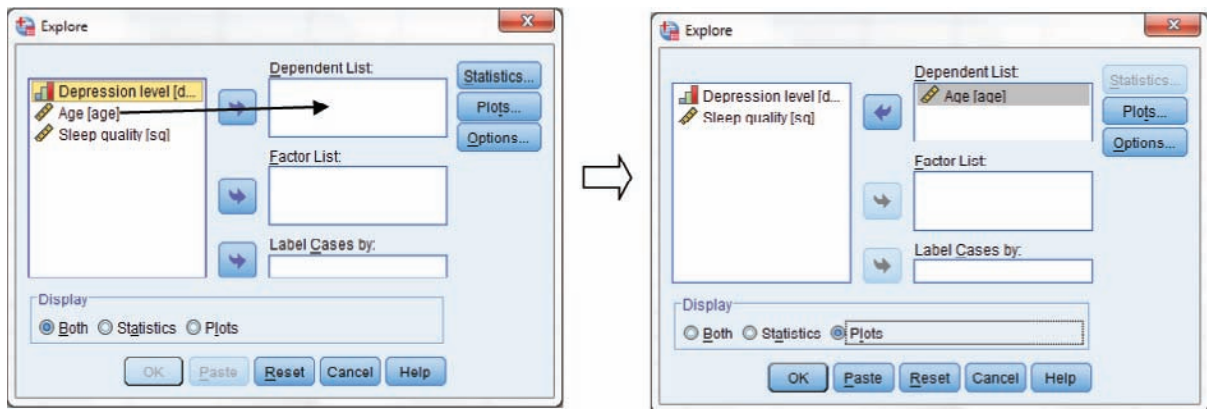 Explore
Dependent List:
Depression level [d...
Age [age]
Sleep quality [sq]
Statistics...
Plots...
Options...
Factor List:
Label Cases by:
Display
Both Statistics Plots
OK Paste Reset Cancel Help
Explore
Dependent List:
Depression level [d...
Sleep quality [sq]
Age [age]
Statistics...
Plots...
Options...
Factor List:
Label Cases by:
Display
Both Statistics Plots
OK Paste Reset Cancel Help